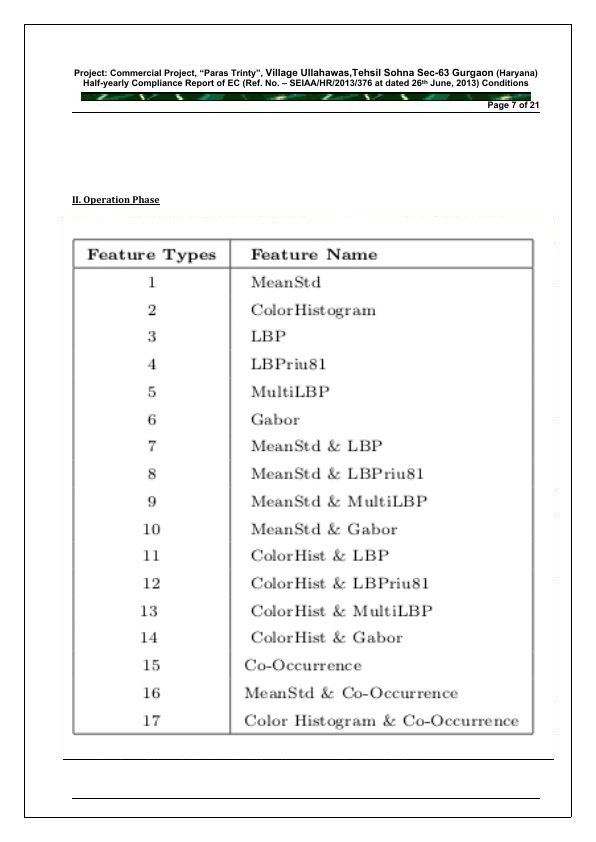 Project: Commercial Project, “Paras Trinty”, Village Ullahawas,Tehsil Sohna Sec-63 Gurgaon (Haryana)
Half-yearly Compliance Report of EC (Ref. No. – SEIAA/HR/2013/376 at dated 26th June, 2013) Conditions
Page 7 of 21
II. Operation Phase
Feature Types Feature Name
1 MeanStd
2 ColorHistogram
3 LBP
4 LBPriu81
5 MultiLBP
6 Gabor
7 MeanStd & LBP
8 MeanStd & LBPriu81
9 MeanStd & MultiLBP
10 MeanStd & Gabor
11 ColorHist & LBP
12 ColorHist & LBPriu81
13 ColorHist & MultiLBP
14 ColorHist & Gabor
15 Co-Occurrence
16 MeanStd & Co-Occurrence
17 Color Histogram & Co-Occurrence